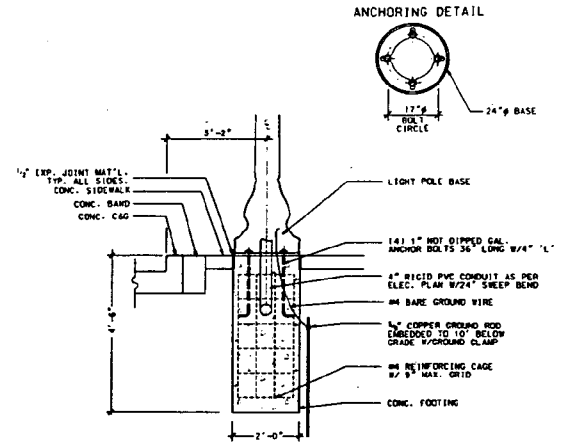 ANCHORING DETAIL
17"φ
BOLT
CIRCLE
24"φ BASE
3'-2"
1/2" EXP. JOINT MAT'L.
TYP. ALL SIDES.
CONC. SIDEWALK
CONC. BAND
CONC. C&G
LIGHT POLE BASE
(4) 1" HOT DIPPED GAL.
ANCHOR BOLTS 36" LONG W/4" 'L'
4" RIGID PVC CONDUIT AS PER
ELEC. PLAN W/24" SWEEP BEND
#4 BARE GROUND WIRE
COPPER GROUND ROD
EMBEDDED TO 10' BELOW
GRADE W/GROUND CLAMP
#4 REINFORCING CAGE
W/ 9" MAX. GRID
CONC. FOOTING
4'-6"
2'-0"